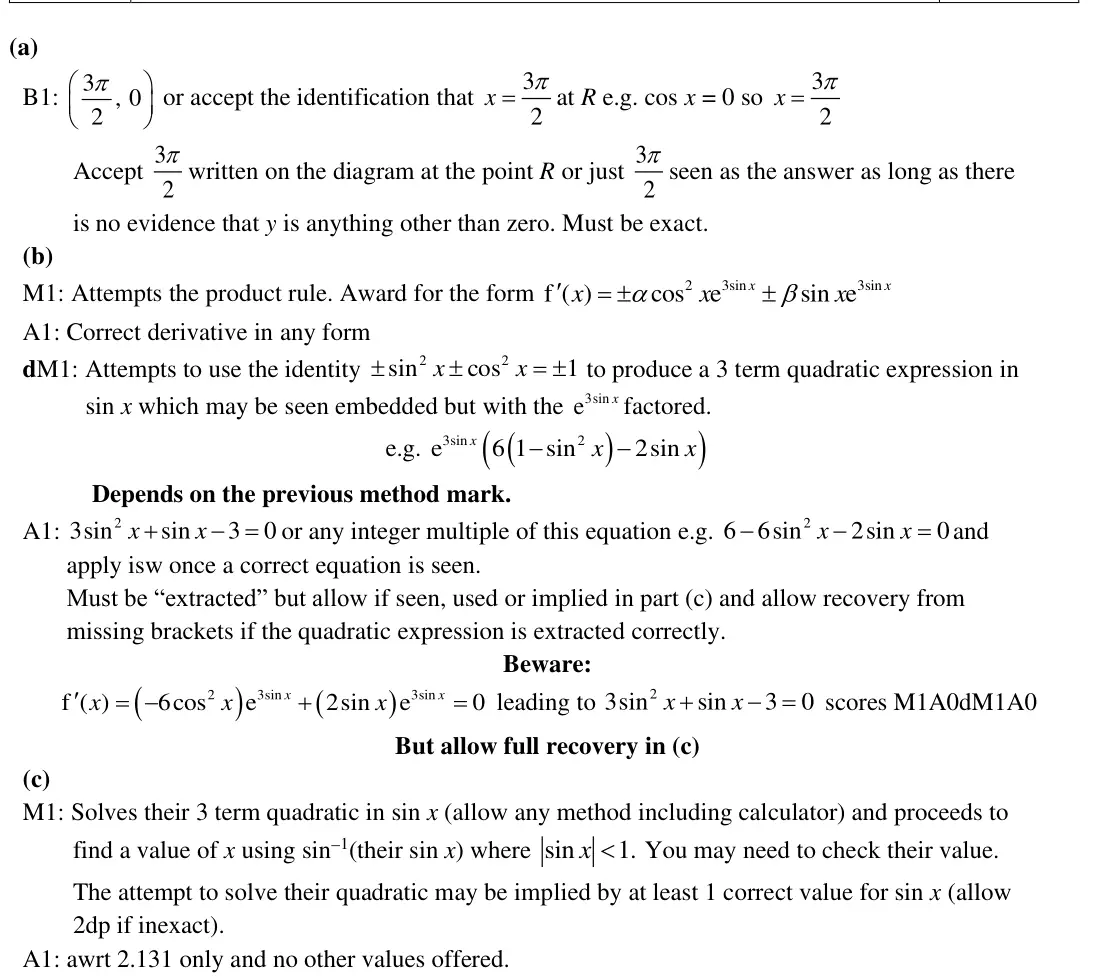 (a)
B1: (3π/2, 0) or accept the identification that x = 3π/2 at R e.g. cos x = 0 so x = 3π/2
Accept 3π/2 written on the diagram at the point R or just 3π/2 seen as the answer as long as there
is no evidence that y is anything other than zero. Must be exact.
(b)
M1: Attempts the product rule. Award for the form f′(x) = ±α cos² xe^(3sin x) ± β sin xe^(3sin x)
A1: Correct derivative in any form
dM1: Attempts to use the identity ±sin² x ± cos² x = ±1 to produce a 3 term quadratic expression in
sin x which may be seen embedded but with the e^(3sin x) factored.
e.g. e^(3sin x) (6(1−sin² x)−2sin x)
Depends on the previous method mark.
A1: 3sin² x + sin x − 3 = 0 or any integer multiple of this equation e.g. 6−6sin² x−2sin x = 0 and
apply isw once a correct equation is seen.
Must be “extracted” but allow if seen, used or implied in part (c) and allow recovery from
missing brackets if the quadratic expression is extracted correctly.
Beware:
f′(x) = (−6cos² x)e^(3sin x) + (2sin x)e^(3sin x) = 0 leading to 3sin² x + sin x − 3 = 0 scores M1A0dM1A0
But allow full recovery in (c)
(c)
M1: Solves their 3 term quadratic in sin x (allow any method including calculator) and proceeds to
find a value of x using sin⁻¹(their sin x) where |sin x| < 1. You may need to check their value.
The attempt to solve their quadratic may be implied by at least 1 correct value for sin x (allow
2dp if inexact).
A1: awrt 2.131 only and no other values offered.